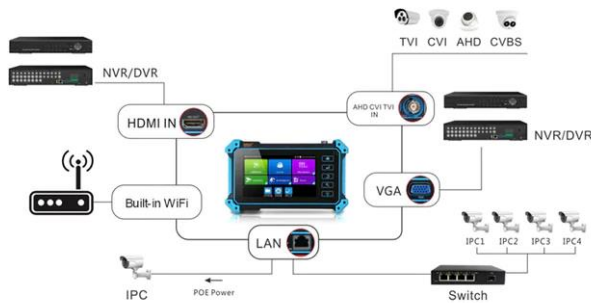 TVI CVI AHD CVBS
NVR/DVR
HDMI IN
AHD CVI TVI
IN
NVR/DVR
VGA
Built-in WiFi
LAN
IPC1 IPC2 IPC3 IPC4
IPC
POE Power
Switch